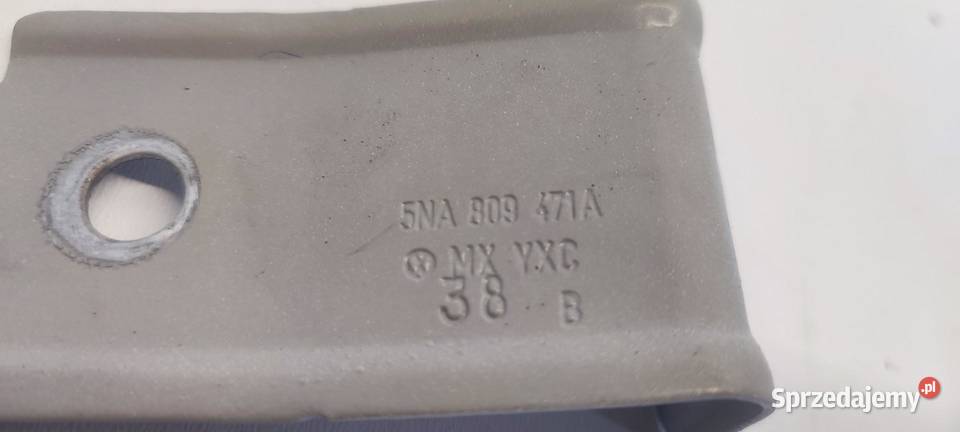 5NA 809 471A
MX YXC
38 B
Sprzedajemy.pl